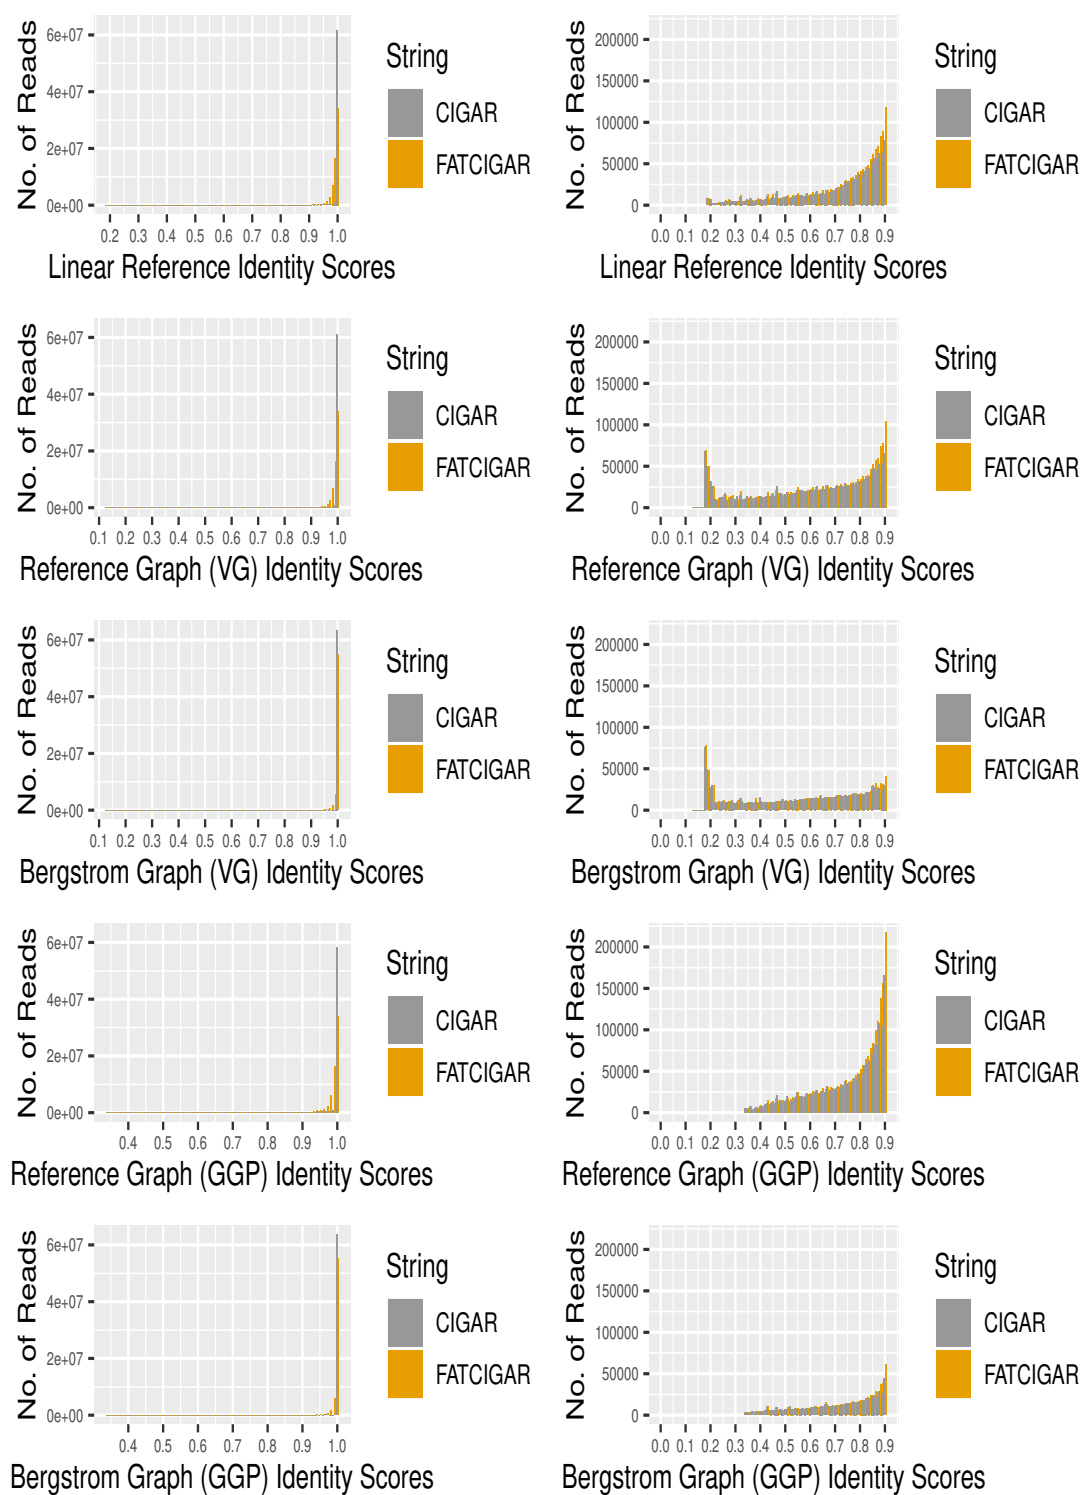 No. of Reads
6e+07
4e+07
2e+07
0e+00
0.2 0.3 0.4 0.5 0.6 0.7 0.8 0.9 1.0
Linear Reference Identity Scores
String
CIGAR
FATCIGAR
No. of Reads
200000
150000
100000
50000
0
0.0 0.1 0.2 0.3 0.4 0.5 0.6 0.7 0.8 0.9
Linear Reference Identity Scores
String
CIGAR
FATCIGAR
No. of Reads
6e+07
4e+07
2e+07
0e+00
0.1 0.2 0.3 0.4 0.5 0.6 0.7 0.8 0.9 1.0
Reference Graph (VG) Identity Scores
String
CIGAR
FATCIGAR
No. of Reads
200000
150000
100000
50000
0
0.0 0.1 0.2 0.3 0.4 0.5 0.6 0.7 0.8 0.9
Reference Graph (VG) Identity Scores
String
CIGAR
FATCIGAR
No. of Reads
6e+07
4e+07
2e+07
0e+00
0.1 0.2 0.3 0.4 0.5 0.6 0.7 0.8 0.9 1.0
Bergstrom Graph (VG) Identity Scores
String
CIGAR
FATCIGAR
No. of Reads
200000
150000
100000
50000
0
0.0 0.1 0.2 0.3 0.4 0.5 0.6 0.7 0.8 0.9
Bergstrom Graph (VG) Identity Scores
String
CIGAR
FATCIGAR
No. of Reads
6e+07
4e+07
2e+07
0e+00
0.4 0.5 0.6 0.7 0.8 0.9 1.0
Reference Graph (GGP) Identity Scores
String
CIGAR
FATCIGAR
No. of Reads
200000
150000
100000
50000
0
0.0 0.1 0.2 0.3 0.4 0.5 0.6 0.7 0.8 0.9
Reference Graph (GGP) Identity Scores
String
CIGAR
FATCIGAR
No. of Reads
6e+07
4e+07
2e+07
0e+00
0.4 0.5 0.6 0.7 0.8 0.9 1.0
Bergstrom Graph (GGP) Identity Scores
String
CIGAR
FATCIGAR
No. of Reads
200000
150000
100000
50000
0
0.0 0.1 0.2 0.3 0.4 0.5 0.6 0.7 0.8 0.9
Bergstrom Graph (GGP) Identity Scores
String
CIGAR
FATCIGAR